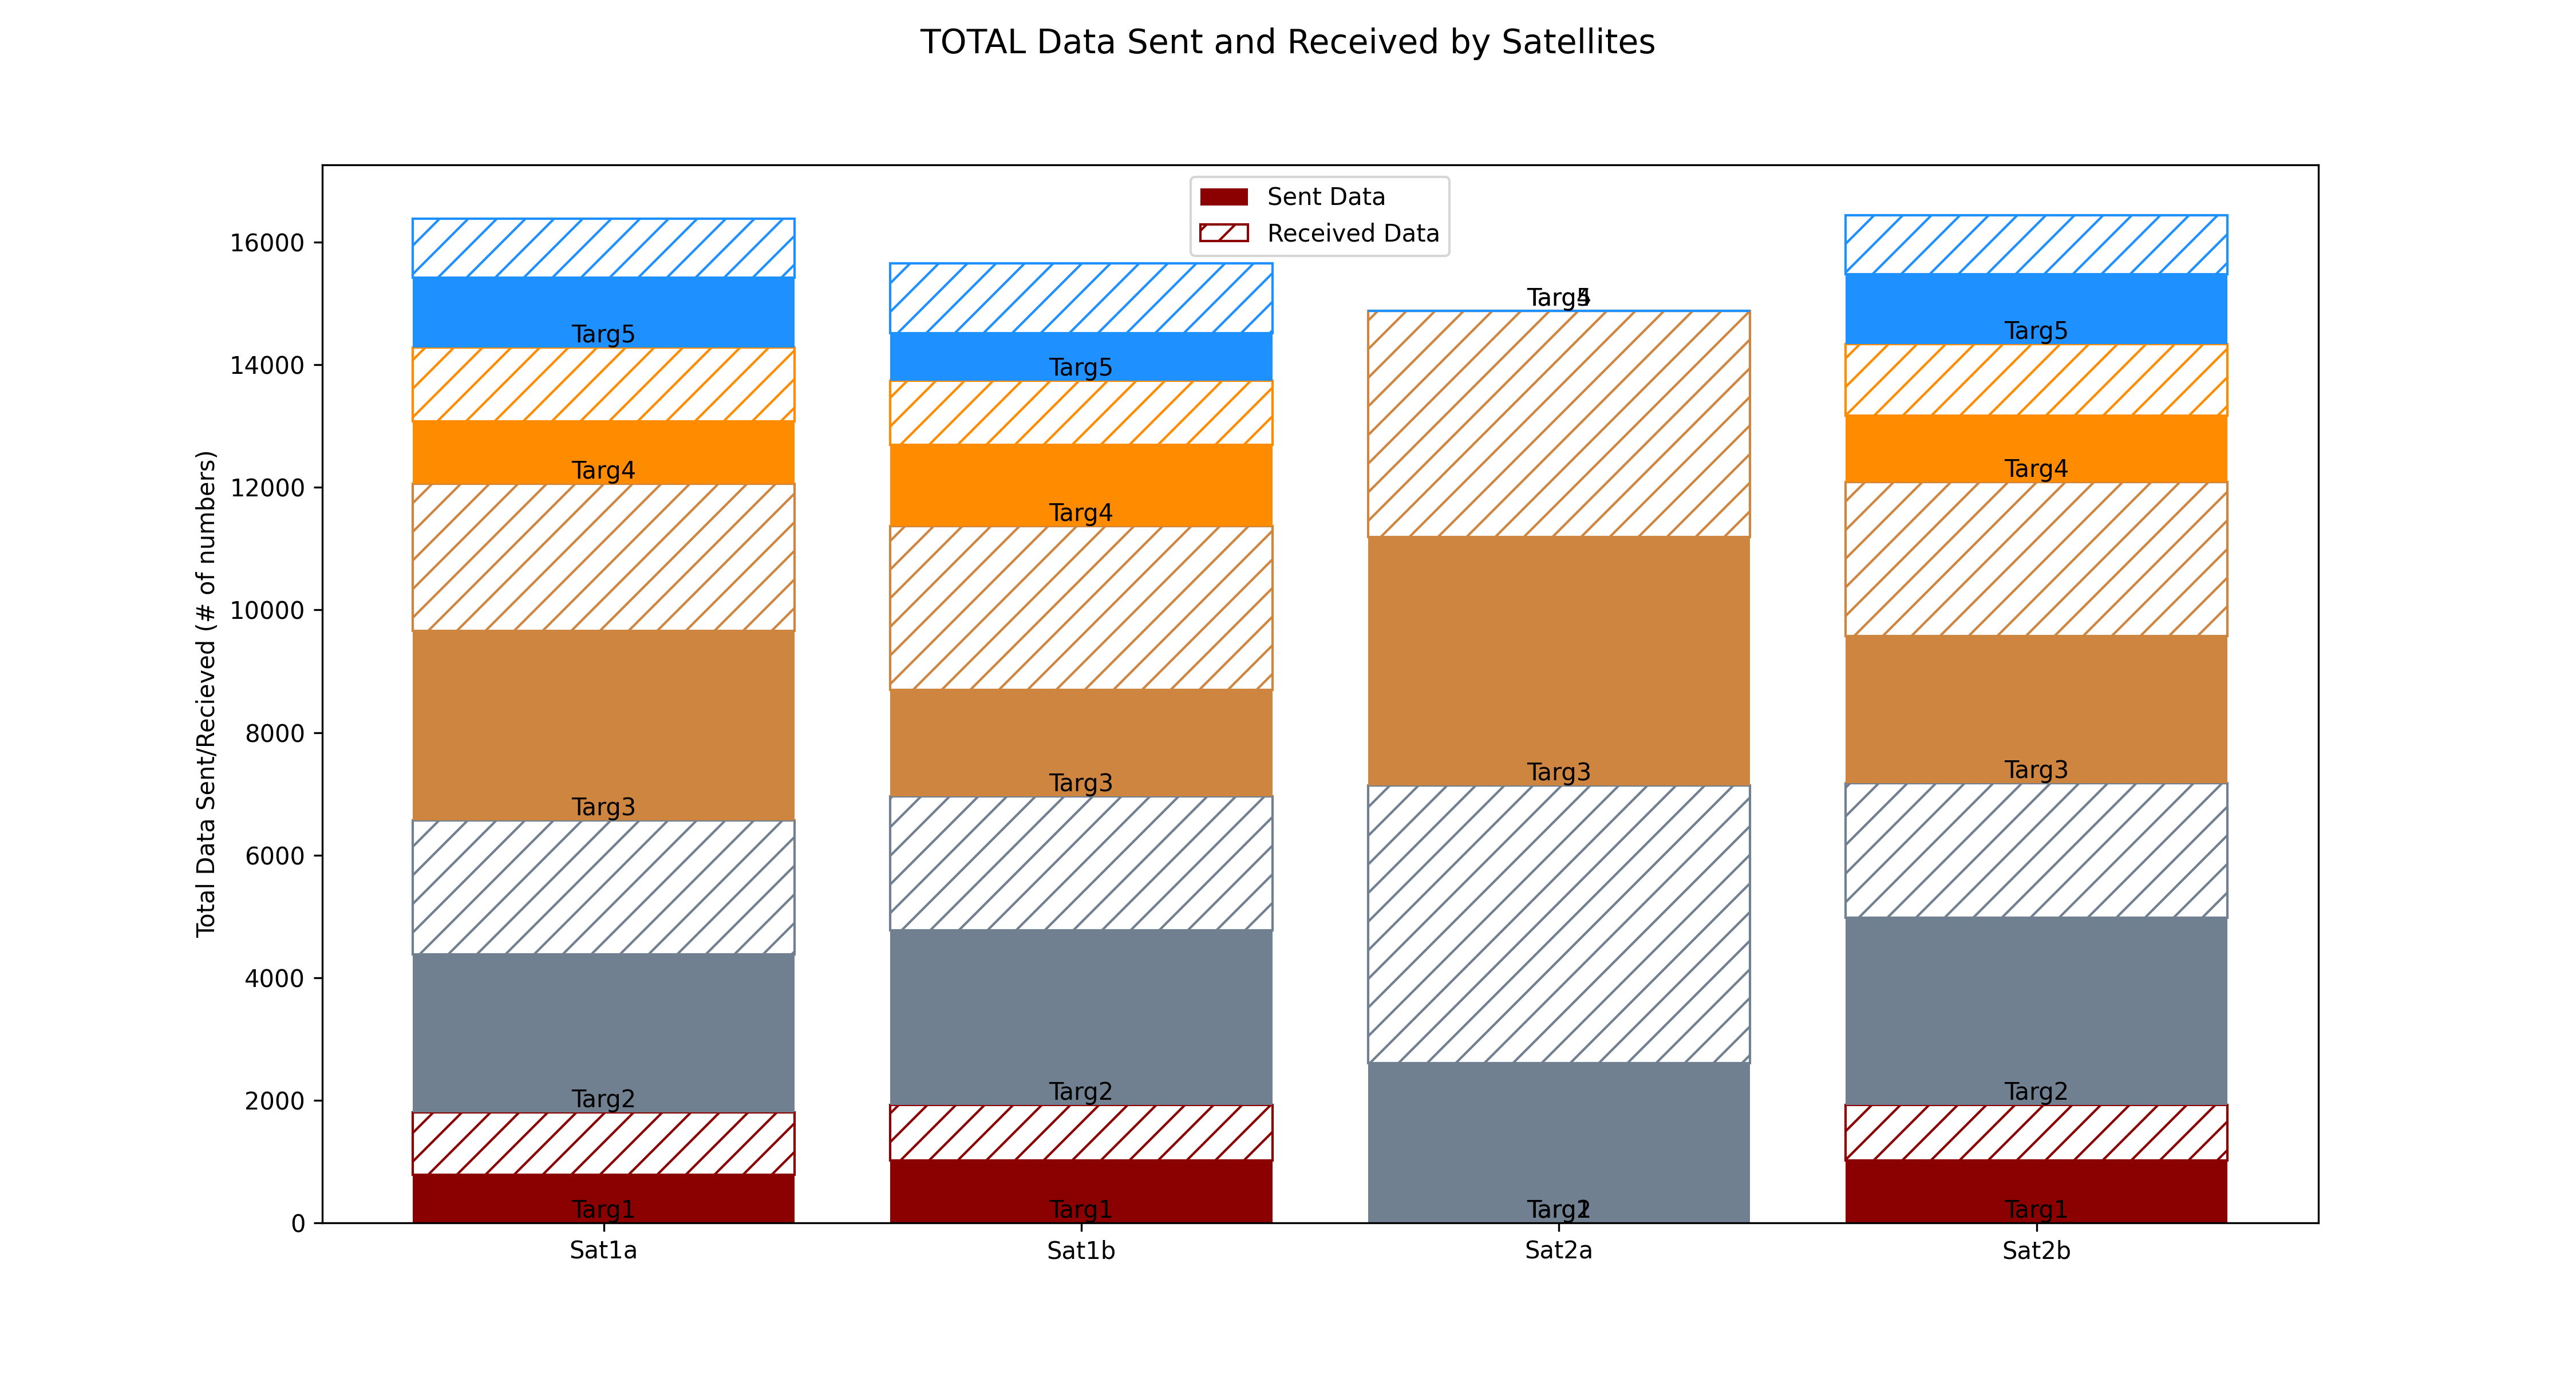 TOTAL Data Sent and Received by Satellites
Sent Data
Received Data
Total Data Sent/Recieved (# of numbers)
16000
14000
12000
10000
8000
6000
4000
2000
0
Targ5
Targ4
Targ3
Targ2
Targ1
Targ5
Targ4
Targ3
Targ2
Targ1
Targ3
Targ5
Targ4
Targ3
Targ2
Targ1
Sat1a
Sat1b
Sat2a
Sat2b